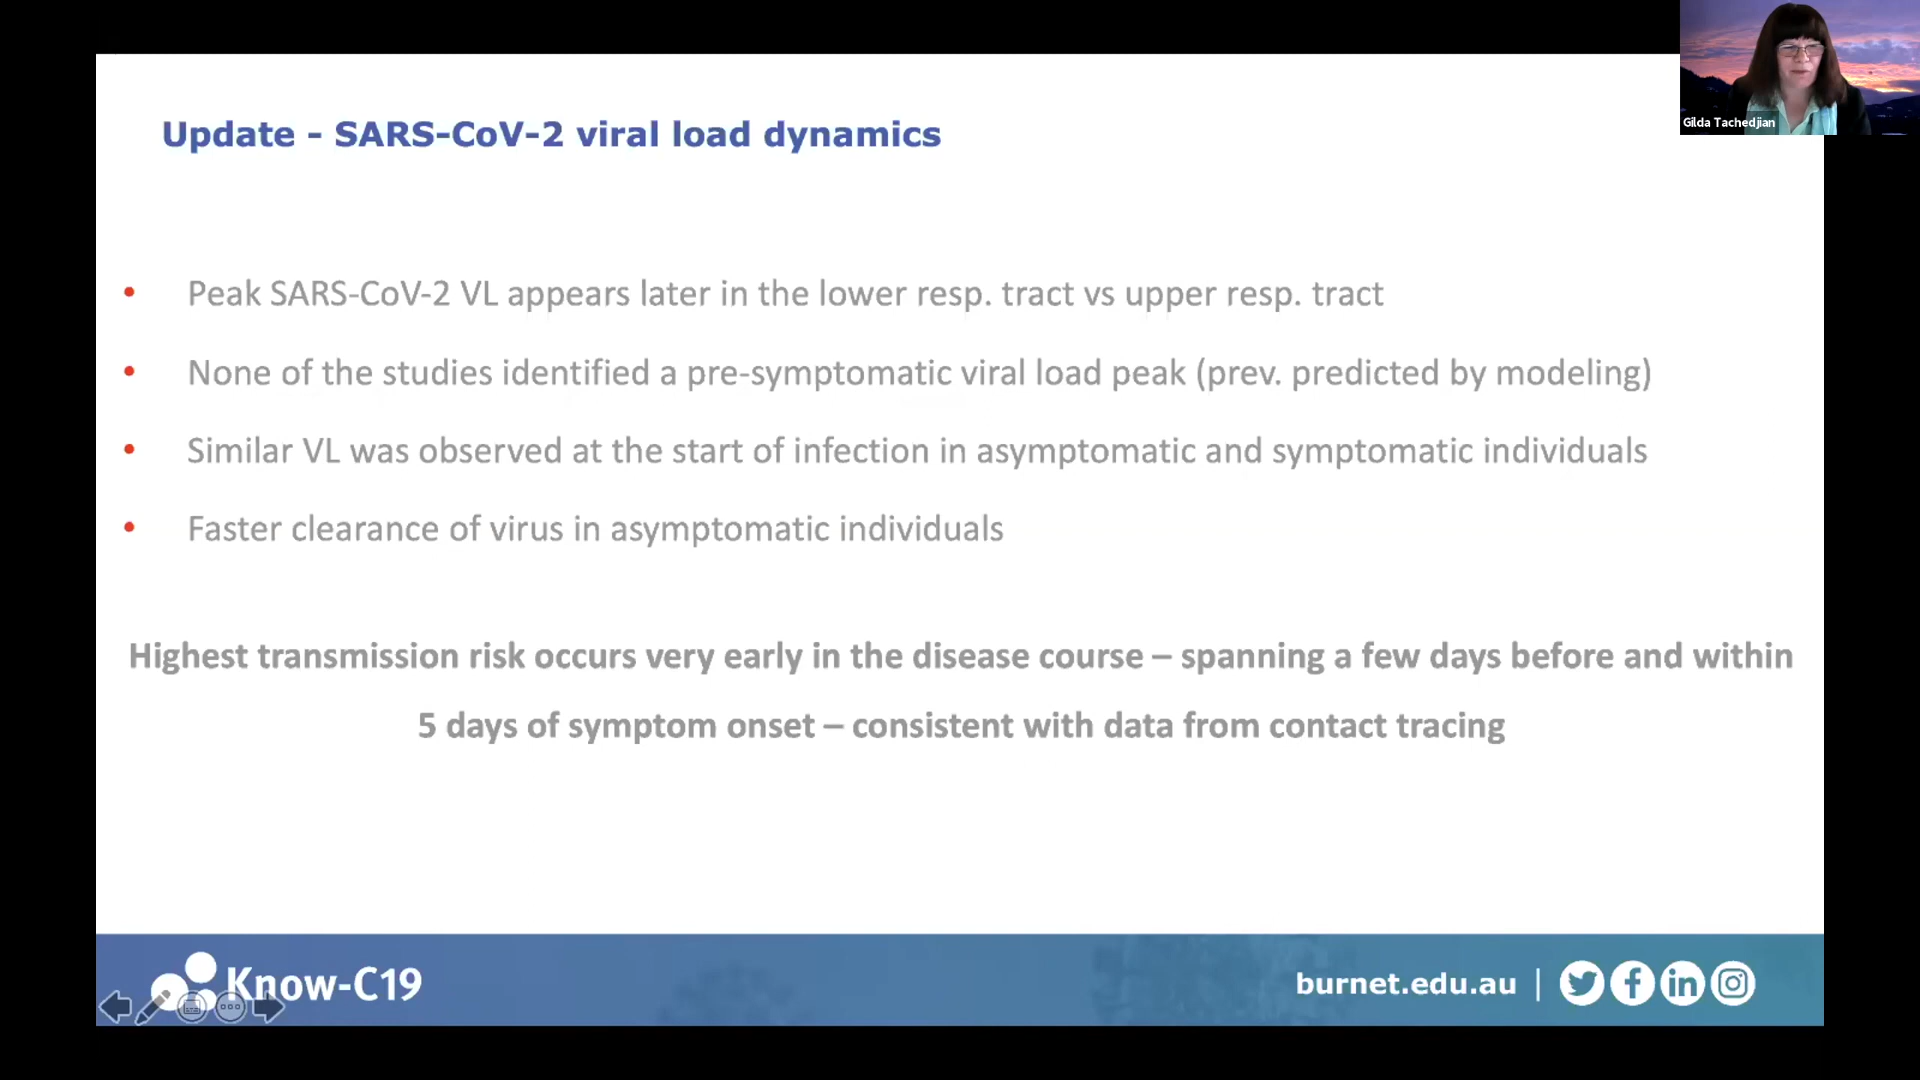 Gilda Tachedjian
Update - SARS-CoV-2 viral load dynamics
• Peak SARS-CoV-2 VL appears later in the lower resp. tract vs upper resp. tract
• None of the studies identified a pre-symptomatic viral load peak (prev. predicted by modeling)
• Similar VL was observed at the start of infection in asymptomatic and symptomatic individuals
• Faster clearance of virus in asymptomatic individuals
Highest transmission risk occurs very early in the disease course – spanning a few days before and within
5 days of symptom onset – consistent with data from contact tracing
Know-C19
burnet.edu.au |